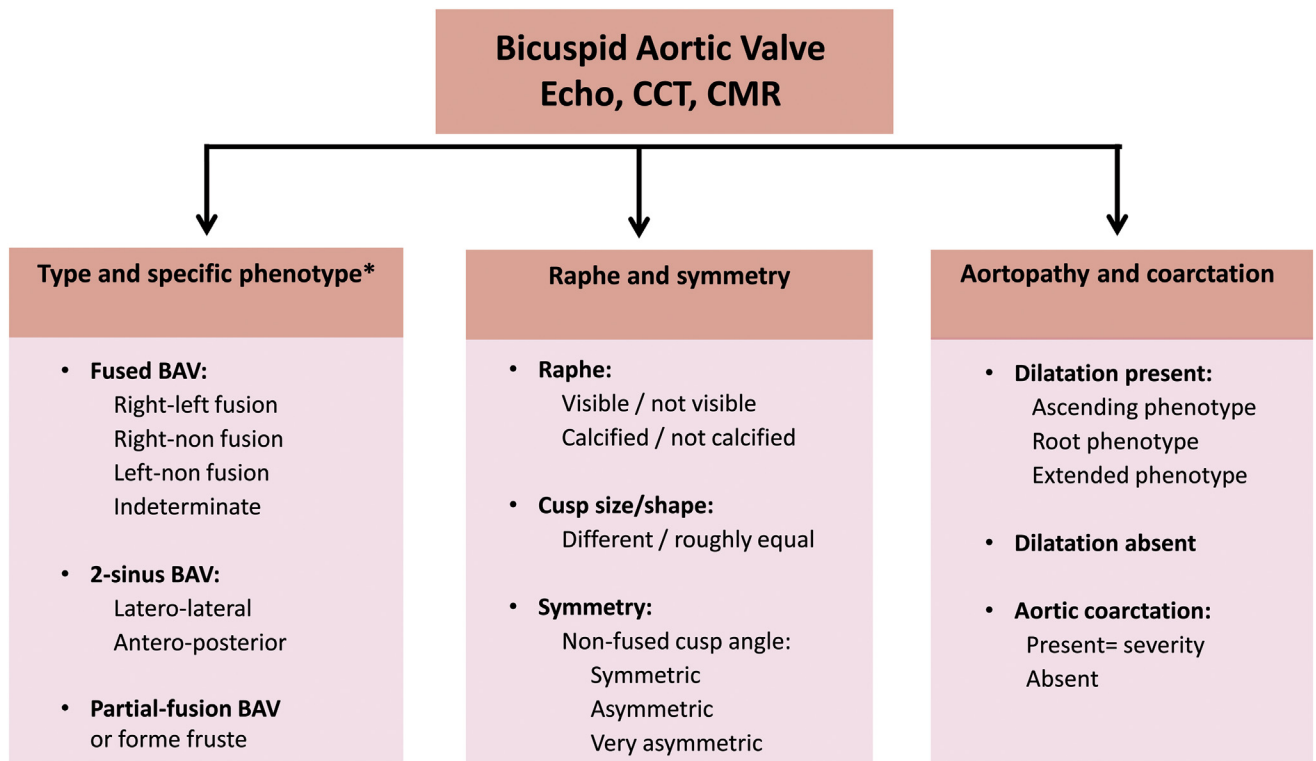 Bicuspid Aortic Valve
Echo, CCT, CMR
Type and specific phenotype*
• Fused BAV:
Right-left fusion
Right-non fusion
Left-non fusion
Indeterminate
• 2-sinus BAV:
Latero-lateral
Antero-posterior
• Partial-fusion BAV
or forme fruste
Raphe and symmetry
• Raphe:
Visible / not visible
Calcified / not calcified
• Cusp size/shape:
Different / roughly equal
• Symmetry:
Non-fused cusp angle:
Symmetric
Asymmetric
Very asymmetric
Aortopathy and coarctation
• Dilatation present:
Ascending phenotype
Root phenotype
Extended phenotype
• Dilatation absent
• Aortic coarctation:
Present= severity
Absent